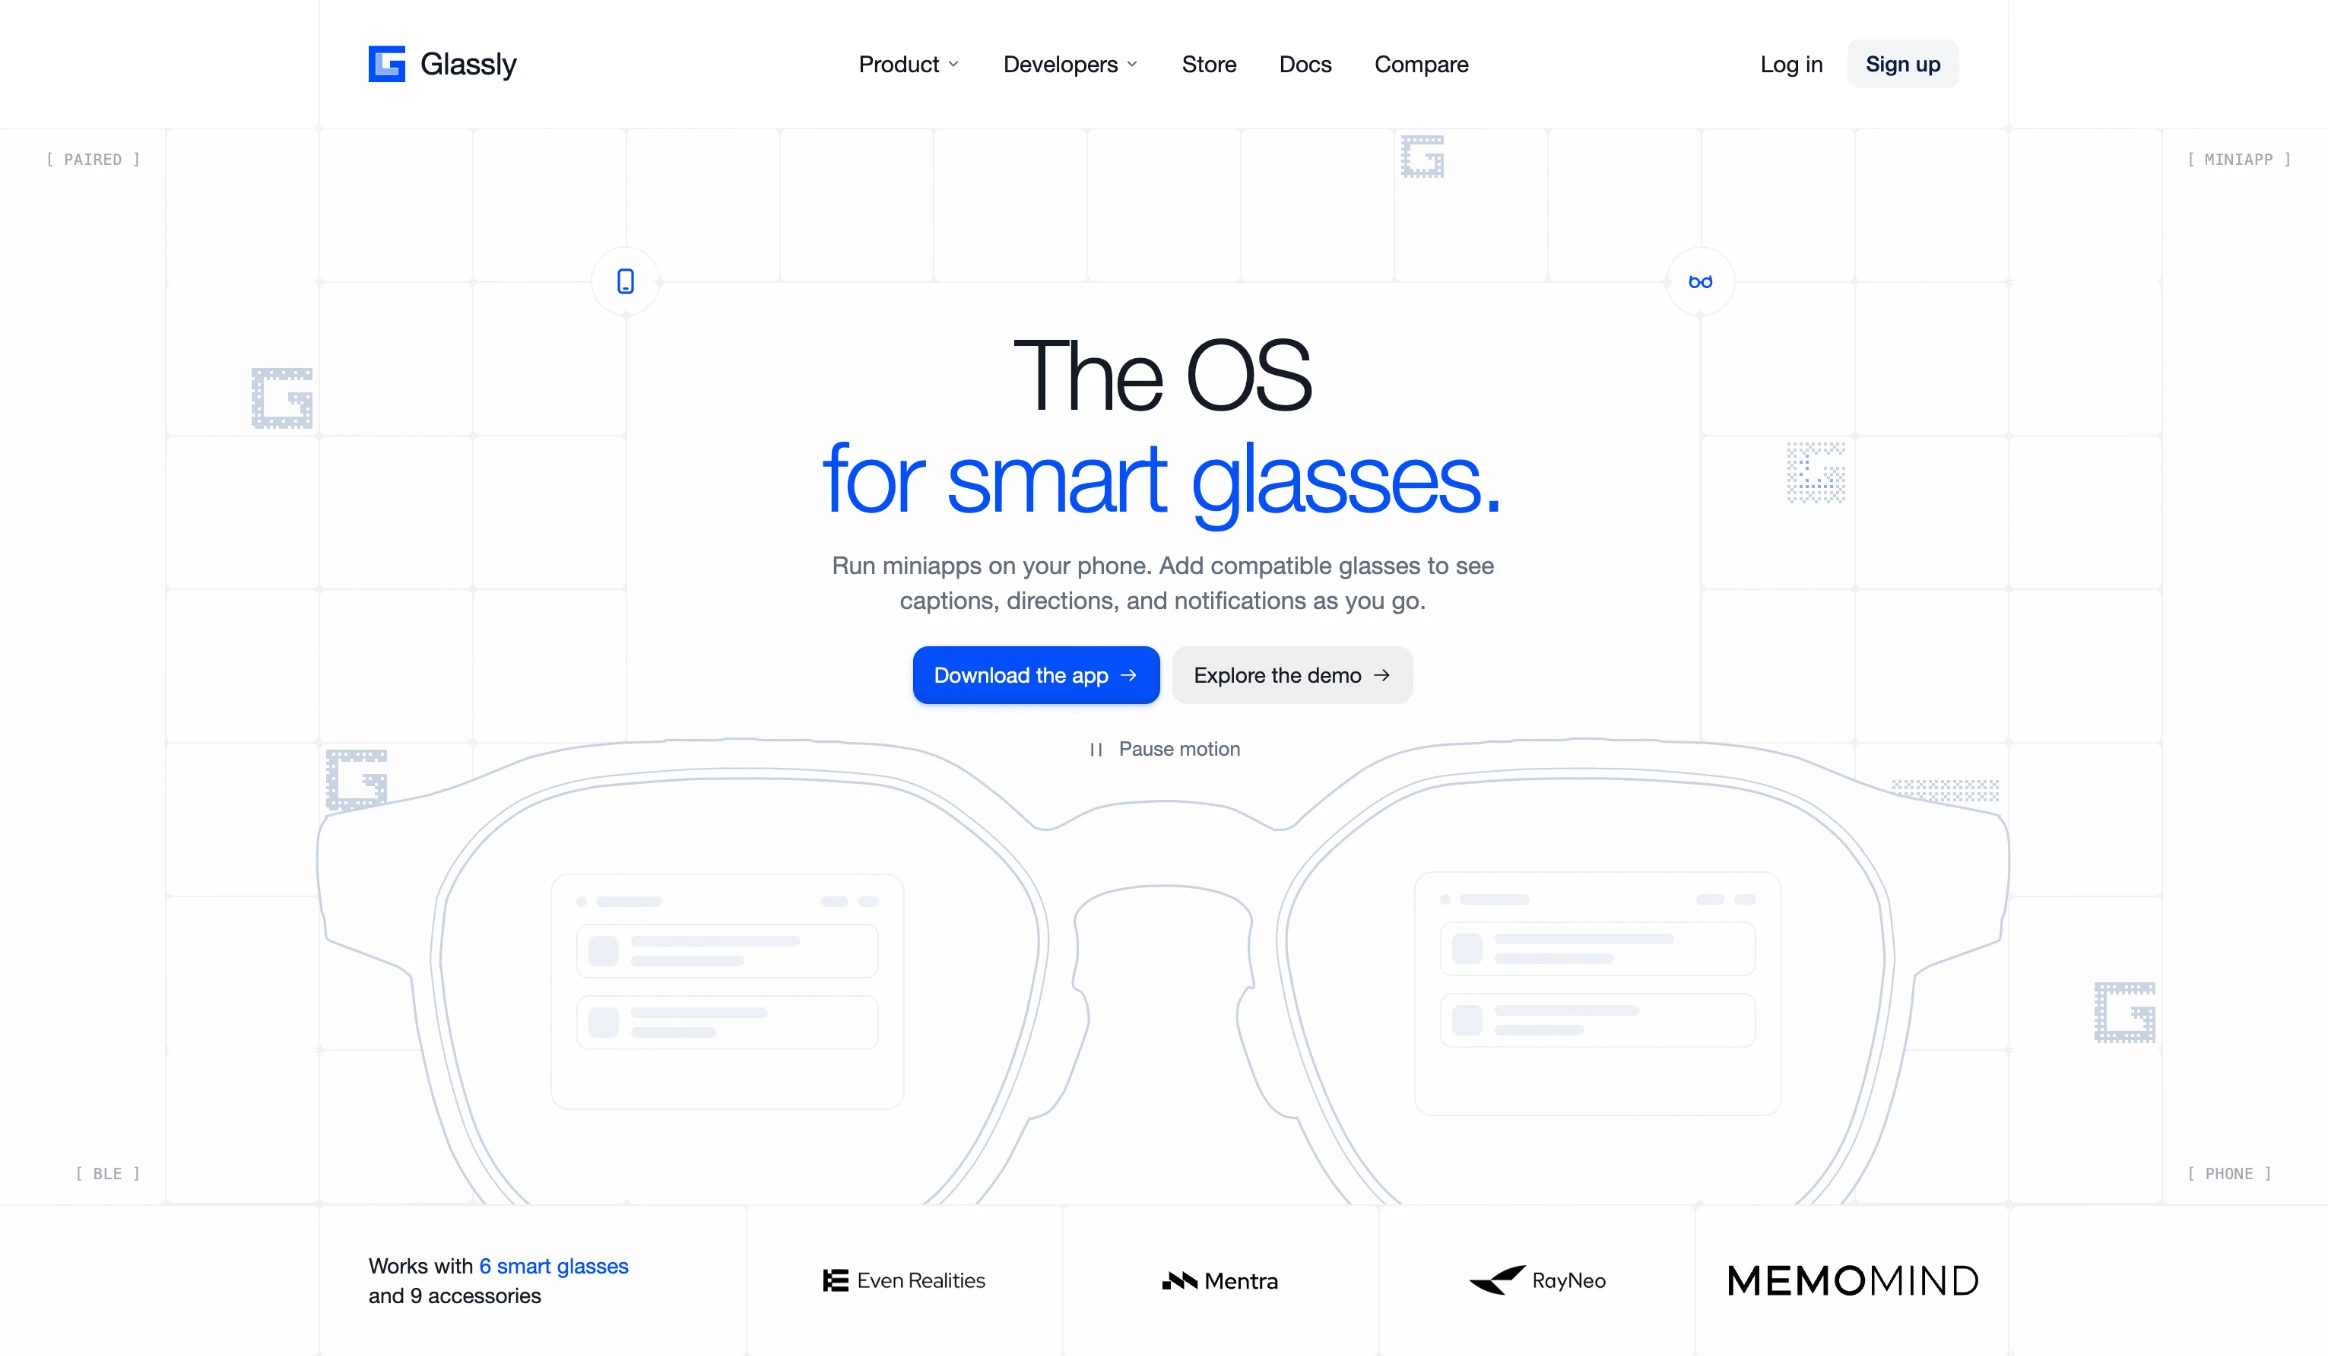 Glassly
Product
Developers
Store
Docs
Compare
Log in
Sign up
[ PAIRED ]
[ MINIAPP ]
The OS
for smart glasses.
Run miniapps on your phone. Add compatible glasses to see
captions, directions, and notifications as you go.
Download the app →
Explore the demo →
Pause motion
[ BLE ]
[ PHONE ]
Works with 6 smart glasses
and 9 accessories
Even Realities
Mentra
RayNeo
MEMOMIND